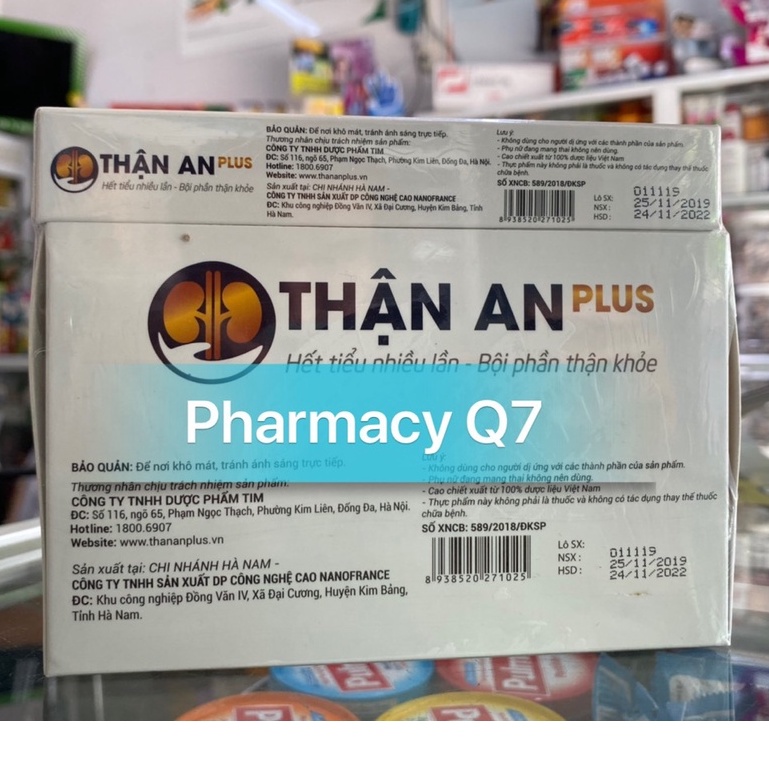 THẬN AN PLUS
Hết tiểu nhiều lần - Bội phần thận khỏe
BẢO QUẢN: Để nơi khô mát, tránh ánh sáng trực tiếp.
Thương nhân chịu trách nhiệm sản phẩm:
CÔNG TY TNHH DƯỢC PHẨM TIM
ĐC: Số 116, ngõ 65, Phạm Ngọc Thạch, Phường Kim Liên, Đống Đa, Hà Nội.
Hotline: 1800.6907
Website: www.thananplus.vn
Sản xuất tại: CHI NHÁNH HÀ NAM -
CÔNG TY TNHH SẢN XUẤT DP CÔNG NGHỆ CAO NANOFRANCE
ĐC: Khu công nghiệp Đồng Văn IV, Xã Đại Cương, Huyện Kim Bảng, Tỉnh
Hà Nam.
Lưu ý:
- Không dùng cho người dị ứng với các thành phần của sản phẩm.
- Phụ nữ đang mang thai không nên dùng.
- Cao chiết xuất từ 100% dược liệu Việt Nam
- Thực phẩm này không phải là thuốc và không có tác dụng thay thế thuốc
chữa bệnh.
SỐ XNCB: 589/2018/ĐKSP
8 938520 271025
Lô SX: 011119
NSX : 25/11/2019
HSD : 24/11/2022
THẬN AN PLUS
Hết tiểu nhiều lần - Bội phần thận khỏe
Pharmacy Q7
BẢO QUẢN: Để nơi khô mát, tránh ánh sáng trực tiếp.
Thương nhân chịu trách nhiệm sản phẩm:
CÔNG TY TNHH DƯỢC PHẨM TIM
ĐC: Số 116, ngõ 65, Phạm Ngọc Thạch, Phường Kim Liên, Đống Đa, Hà Nội.
Hotline: 1800.6907
Website: www.thananplus.vn
Sản xuất tại: CHI NHÁNH HÀ NAM -
CÔNG TY TNHH SẢN XUẤT DP CÔNG NGHỆ CAO NANOFRANCE
ĐC: Khu công nghiệp Đồng Văn IV, Xã Đại Cương, Huyện Kim Bảng,
Tỉnh Hà Nam.
- Không dùng cho người dị ứng với các thành phần của sản phẩm.
- Phụ nữ đang mang thai không nên dùng.
- Cao chiết xuất từ 100% dược liệu Việt Nam
- Thực phẩm này không phải là thuốc và không có tác dụng thay thế thuốc
chữa bệnh.
SỐ XNCB: 589/2018/ĐKSP
8 938520 271025
Lô SX: 011119
NSX : 25/11/2019
HSD : 24/11/2022